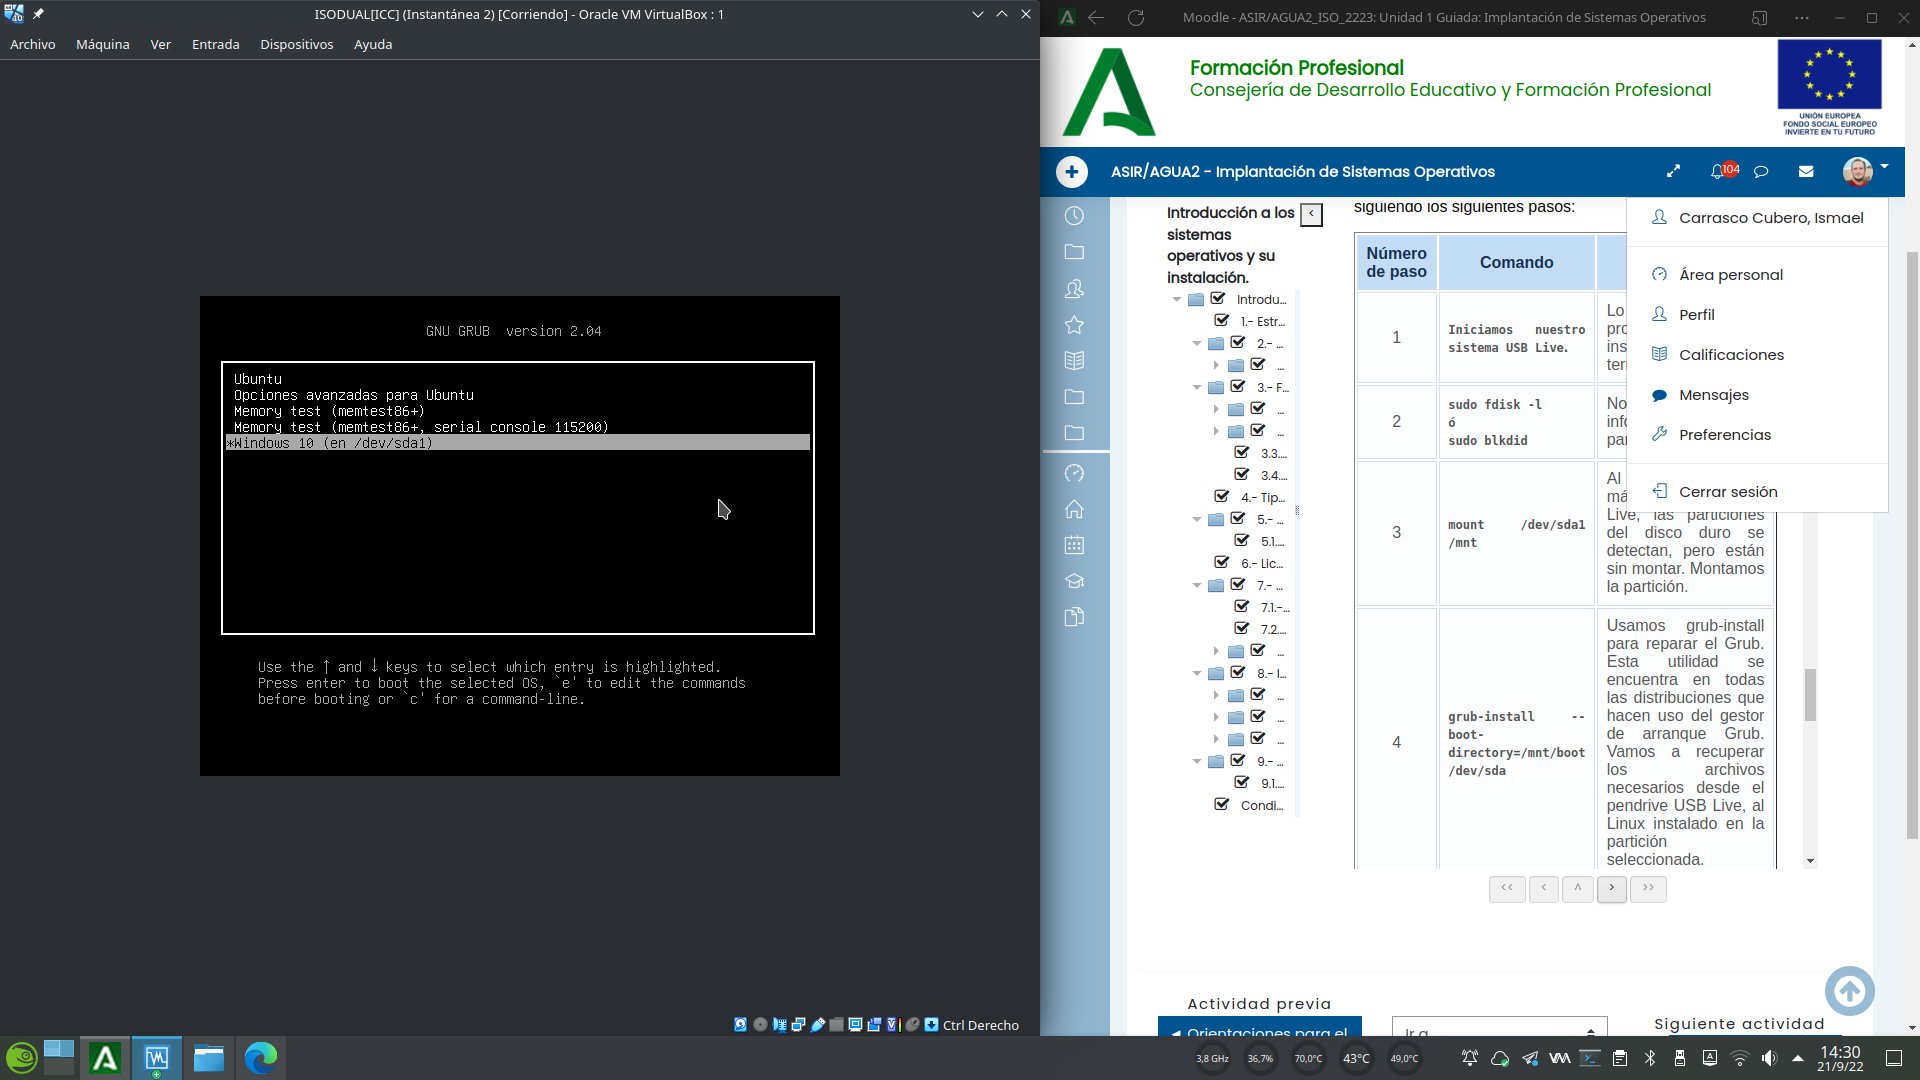 ISODUAL[ICC] (Instantánea 2) [Corriendo] - Oracle VM VirtualBox : 1
Archivo Máquina Ver Entrada Dispositivos Ayuda
GNU GRUB version 2.04
Ubuntu
Opciones avanzadas para Ubuntu
Memory test (memtest86+)
Memory test (memtest86+, serial console 115200)
*Windows 10 (en /dev/sda1)
Use the ↑ and ↓ keys to select which entry is highlighted.
Press enter to boot the selected OS, `e' to edit the commands
before booting or `c' for a command-line.
Ctrl Derecho
Moodle - ASIR/AGUA2_ISO_2223: Unidad 1 Guiada: Implantación de Sistemas Operativos
Formación Profesional
Consejería de Desarrollo Educativo y Formación Profesional
UNIÓN EUROPEA
FONDO SOCIAL EUROPEO
INVIERTE EN TU FUTURO
ASIR/AGUA2 - Implantación de Sistemas Operativos
104
Introducción a los
sistemas
operativos y su
instalación.
Introdu...
1.- Estr...
2.- ...
...
3.- F...
...
...
3.3....
3.4....
4.- Tip...
5.- ...
5.1....
6.- Lic...
7.- ...
7.1.-...
7.2....
...
8.- I...
...
...
...
9.- ...
9.1....
Condi...
siguiendo los siguientes pasos:
Número
de paso
Comando
1
Iniciamos nuestro
sistema USB Live.
Lo
pro
ins
ter
2
sudo fdisk -l
ó
sudo blkdid
No
info
par
3
mount /dev/sda1
/mnt
Al
má
Live, las particiones
del disco duro se
detectan, pero están
sin montar. Montamos
la partición.
4
grub-install --
boot-
directory=/mnt/boot
/dev/sda
Usamos grub-install
para reparar el Grub.
Esta utilidad se
encuentra en todas
las distribuciones que
hacen uso del gestor
de arranque Grub.
Vamos a recuperar
los archivos
necesarios desde el
pendrive USB Live, al
Linux instalado en la
partición
seleccionada.
Carrasco Cubero, Ismael
Área personal
Perfil
Calificaciones
Mensajes
Preferencias
Cerrar sesión
Actividad previa
◄ Orientaciones para el
Ir a
Siguiente actividad
3,8 GHz
36,7%
70,0°C
43°C
49,0°C
14:30
21/9/22